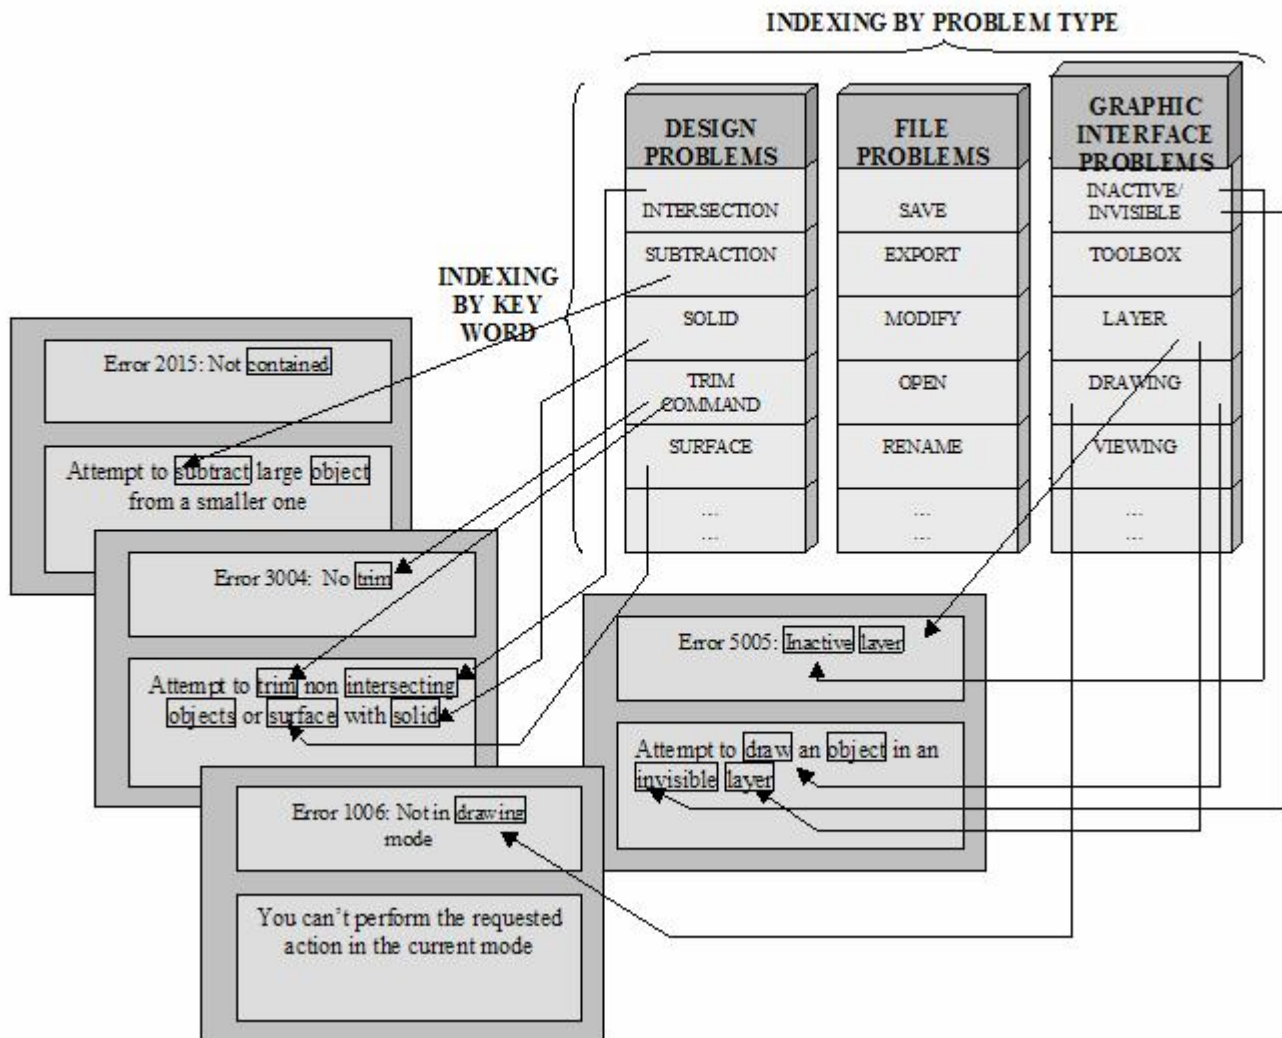 INDEXING BY PROBLEM TYPE
DESIGN
PROBLEMS
INTERSECTION
SUBTRACTION
SOLID
TRIM
COMMAND
SURFACE
...
...
FILE
PROBLEMS
SAVE
EXPORT
MODIFY
OPEN
RENAME
...
...
GRAPHIC
INTERFACE
PROBLEMS
INACTIVE/
INVISIBLE
TOOLBOX
LAYER
DRAWING
VIEWING
...
...
INDEXING
BY KEY
WORD
Error 2015: Not contained
Attempt to subtract large object
from a smaller one
Error 3004: No trim
Attempt to trim non intersecting
objects or surface with solid
Error 1006: Not in drawing
mode
You can't perform the requested
action in the current mode
Error 5005: Inactive layer
Attempt to draw an object in an
invisible layer